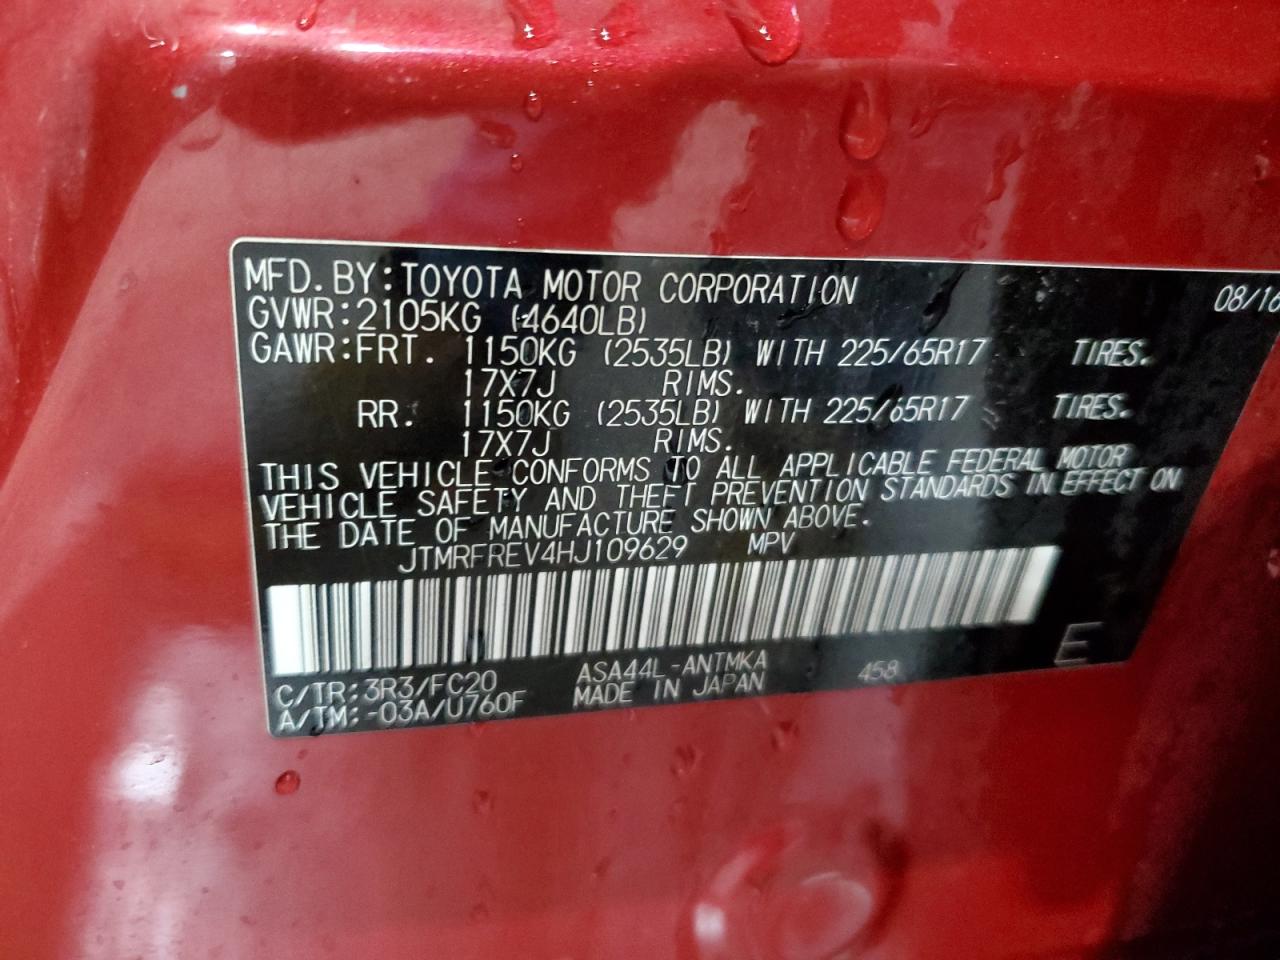 MFD. BY: TOYOTA MOTOR CORPORATION 08/16
GVWR: 2105KG (4640LB)
GAWR: FRT. 1150KG (2535LB) WITH 225/65R17 TIRES.
17X7J RIMS.
RR. 1150KG (2535LB) WITH 225/65R17 TIRES.
17X7J RIMS.
THIS VEHICLE CONFORMS TO ALL APPLICABLE FEDERAL MOTOR
VEHICLE SAFETY AND THEFT PREVENTION STANDARDS IN EFFECT ON
THE DATE OF MANUFACTURE SHOWN ABOVE.
JTMRFREV4HJ109629 MPV
C/TR: 3R3/FC20 ASA44L-ANTMKA 458 E
A/TM: -03A/U760F MADE IN JAPAN